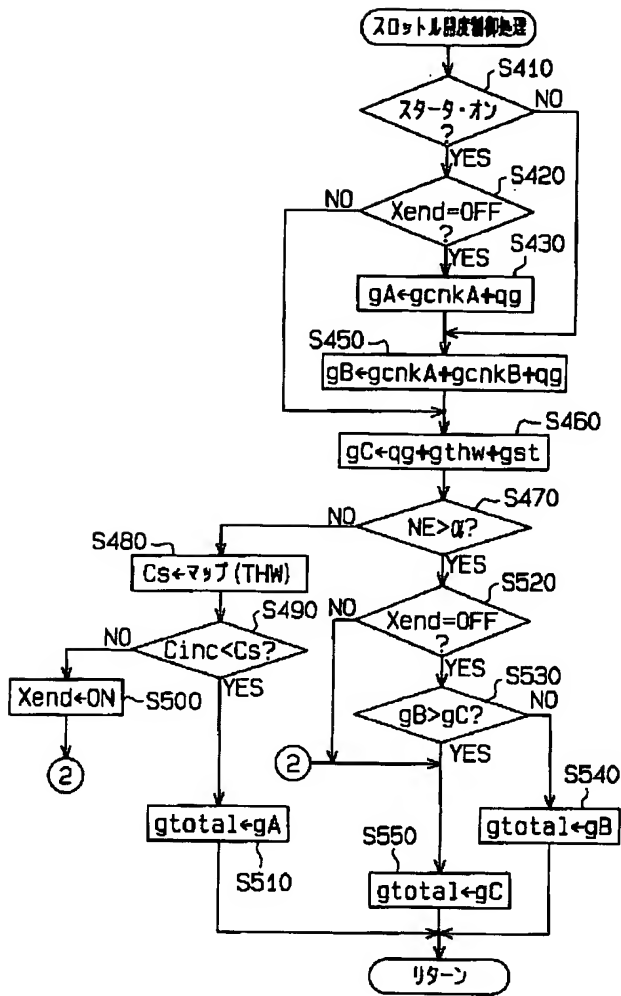 スロットル開度制御処理
S410
スタータ・オン
?
NO
YES
S420
NO
Xend=OFF
?
YES
S430
gA←gcnkA+qg
S450
gB←gcnkA+gcnkB+qg
S460
gC←qg+gthw+gst
S470
NO
NE>α?
YES
S480
Cs←マップ(THW)
S520
NO
Xend=OFF
?
YES
S490
NO
Cinc<Cs?
YES
Xend←ON
S500
2
S530
gB>gC?
NO
YES
2
S540
gtotal←gB
gtotal←gA
S510
S550
gtotal←gC
リターン